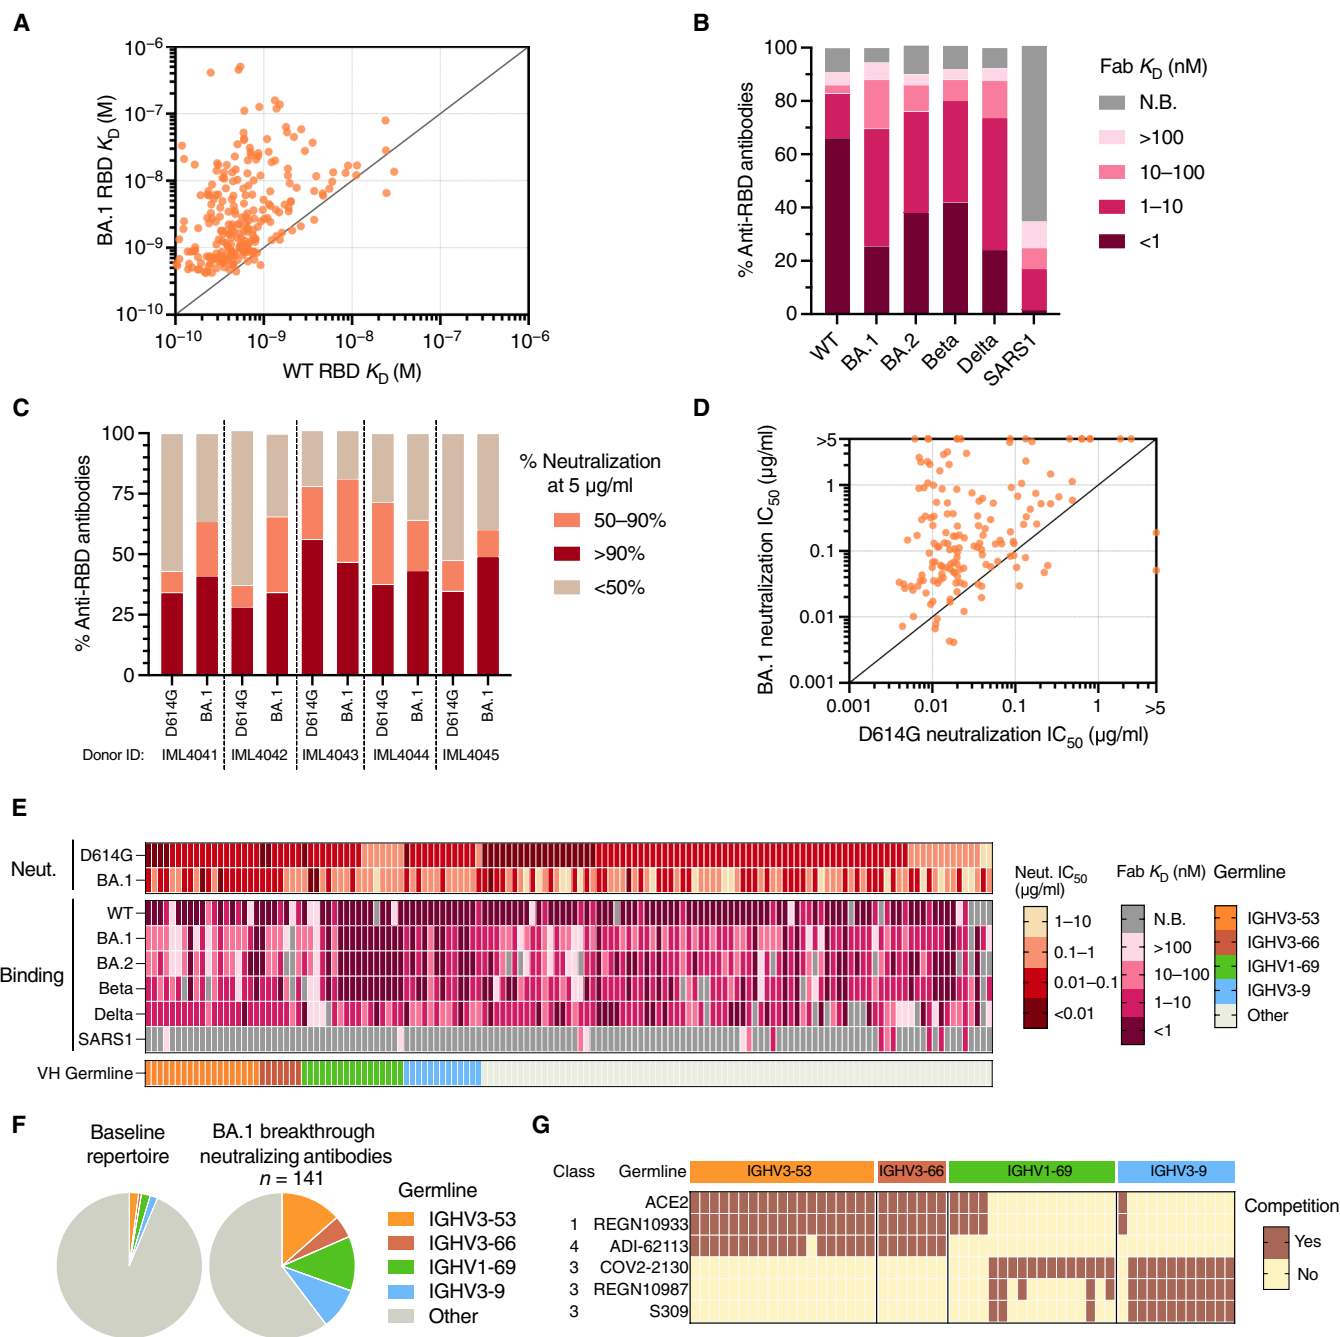 A
10⁻⁶
10⁻⁷
10⁻⁸
10⁻⁹
10⁻¹⁰
BA.1 RBD K_D (M)
10⁻¹⁰ 10⁻⁹ 10⁻⁸ 10⁻⁷ 10⁻⁶
WT RBD K_D (M)
B
100
80
60
40
20
0
% Anti-RBD antibodies
WT BA.1 BA.2 Beta Delta SARS1
Fab K_D (nM)
N.B.
>100
10–100
1–10
<1
C
100
75
50
25
0
% Anti-RBD antibodies
D614G BA.1 D614G BA.1 D614G BA.1 D614G BA.1 D614G BA.1
Donor ID: IML4041 IML4042 IML4043 IML4044 IML4045
% Neutralization
at 5 µg/ml
50–90%
>90%
<50%
D
>5
1
0.1
0.01
0.001
BA.1 neutralization IC₅₀ (µg/ml)
0.001 0.01 0.1 1 >5
D614G neutralization IC₅₀ (µg/ml)
E
Neut.
D614G
BA.1
Binding
WT
BA.1
BA.2
Beta
Delta
SARS1
VH Germline
Neut. IC₅₀
(µg/ml)
1–10
0.1–1
0.01–0.1
<0.01
Fab K_D (nM)
N.B.
>100
10–100
1–10
<1
Germline
IGHV3-53
IGHV3-66
IGHV1-69
IGHV3-9
Other
F
Baseline
repertoire
BA.1 breakthrough
neutralizing antibodies
n = 141
Germline
IGHV3-53
IGHV3-66
IGHV1-69
IGHV3-9
Other
G
Class Germline IGHV3-53 IGHV3-66 IGHV1-69 IGHV3-9
ACE2
1 REGN10933
4 ADI-62113
3 COV2-2130
3 REGN10987
3 S309
Competition
Yes
No